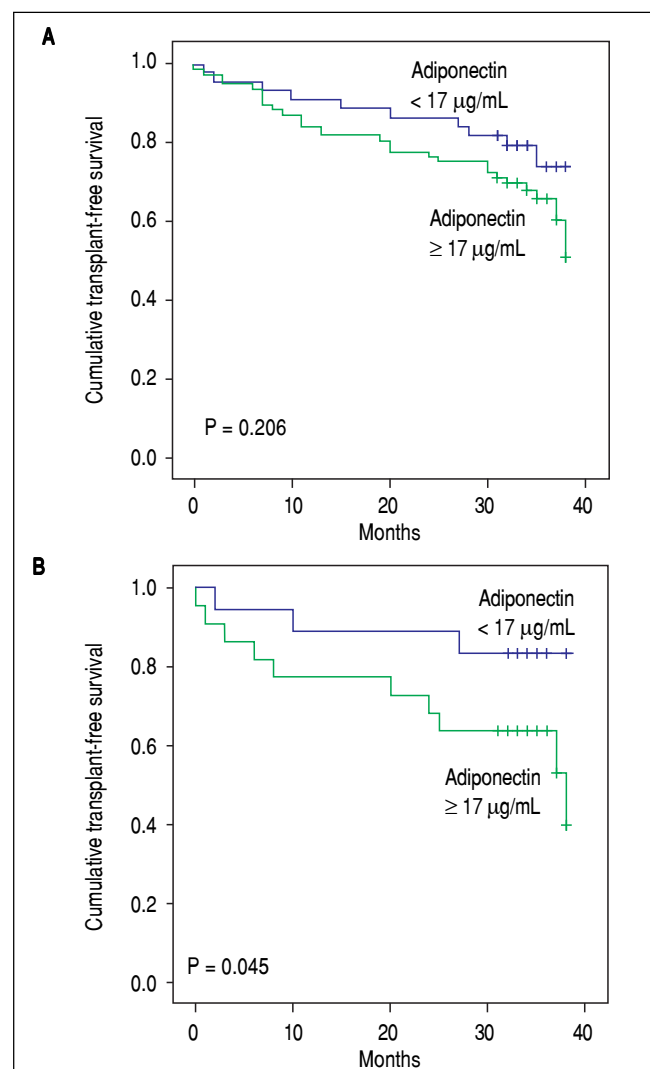 A
Cumulative transplant-free survival
1.0
0.8
0.6
0.4
0.2
0.0
Adiponectin
< 17 μg/mL
Adiponectin
≥ 17 μg/mL
P = 0.206
0 10 20 30 40
Months
B
Cumulative transplant-free survival
1.0
0.8
0.6
0.4
0.2
0.0
Adiponectin
< 17 μg/mL
Adiponectin
≥ 17 μg/mL
P = 0.045
0 10 20 30 40
Months